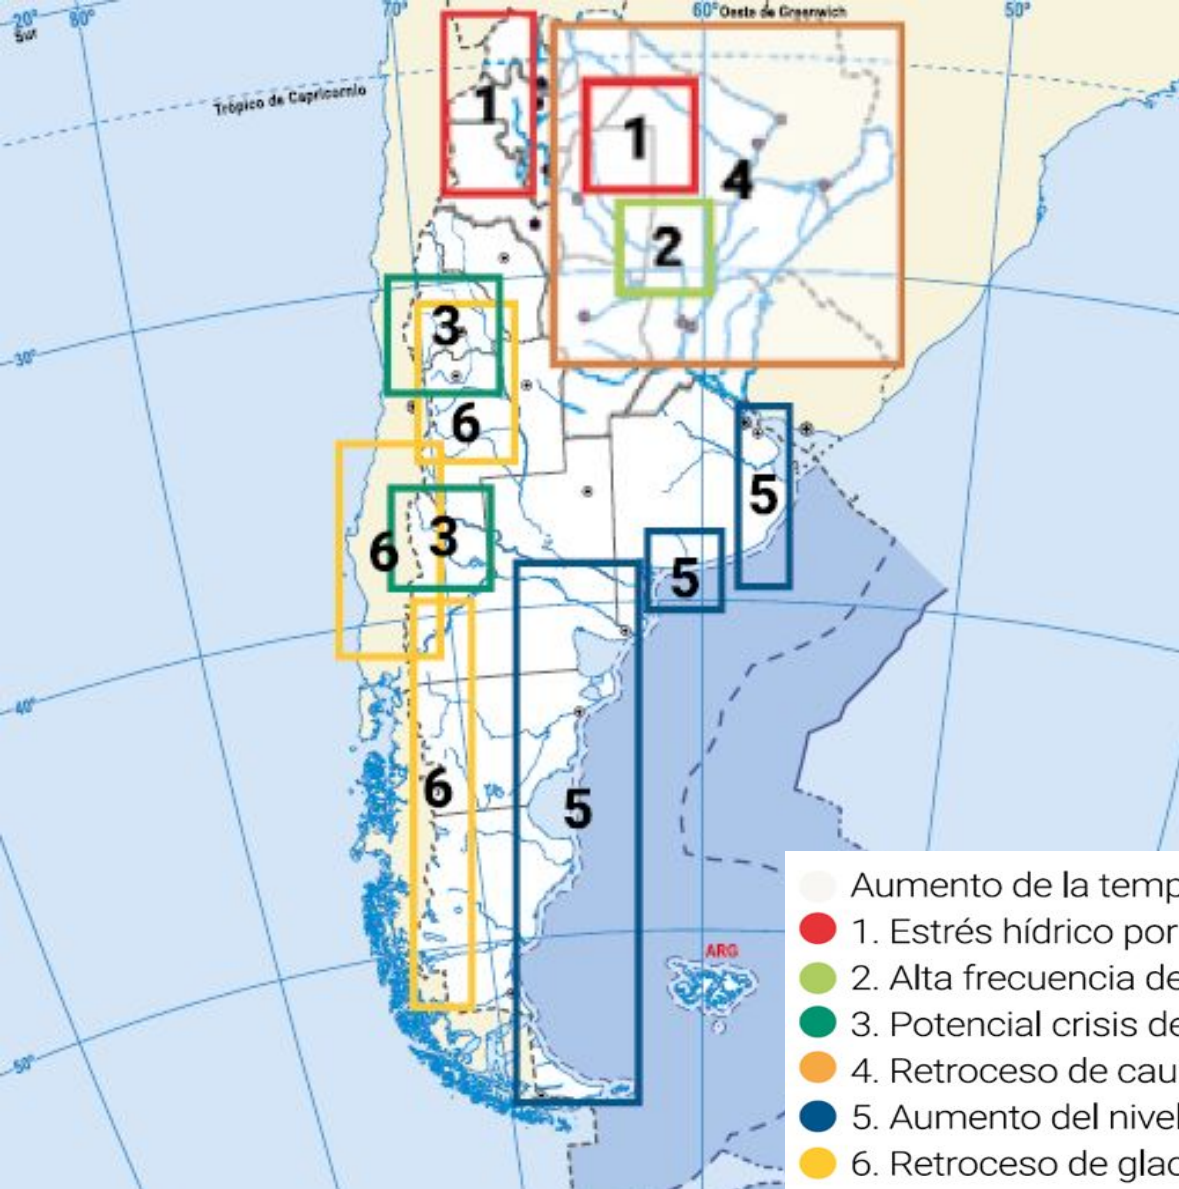 20°
Sur
80°
70°
60° Oeste de Greenwich
50°
Trópico de Capricornio
1
1
4
2
3
30°
6
5
6
3
5
40°
6
5
ARG
50°
Aumento de la temp
1. Estrés hídrico por
2. Alta frecuencia de
3. Potencial crisis de
4. Retroceso de cau
5. Aumento del nivel
6. Retroceso de glac